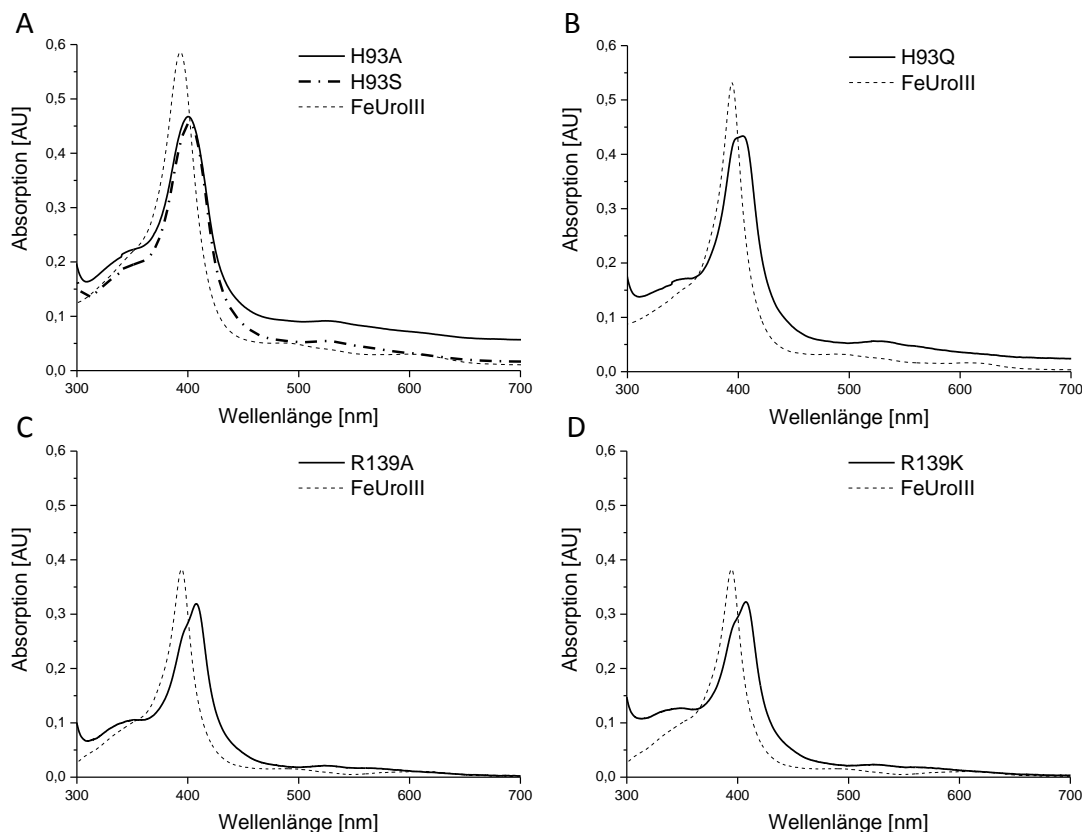 A
0,6
0,5
0,4
0,3
0,2
0,1
0,0
300 400 500 600 700
Absorption [AU]
Wellenlänge [nm]
H93A
H93S
FeUroIII
B
0,6
0,5
0,4
0,3
0,2
0,1
0,0
300 400 500 600 700
Absorption [AU]
Wellenlänge [nm]
H93Q
FeUroIII
C
0,6
0,5
0,4
0,3
0,2
0,1
0,0
300 400 500 600 700
Absorption [AU]
Wellenlänge [nm]
R139A
FeUroIII
D
0,6
0,5
0,4
0,3
0,2
0,1
0,0
300 400 500 600 700
Absorption [AU]
Wellenlänge [nm]
R139K
FeUroIII